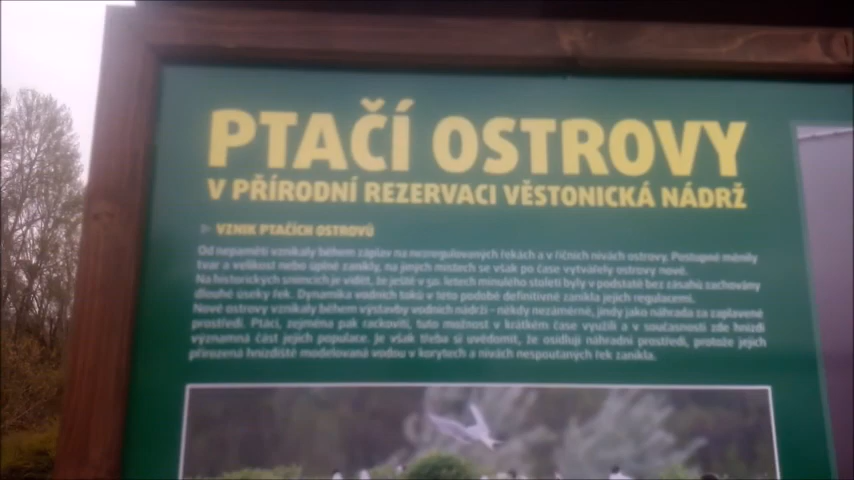 PTAČÍ OSTROVY
V PŘÍRODNÍ REZERVACI VĚSTONICKÁ NÁDRŽ
VZNIK PTAČÍCH OSTROVŮ
Od nepaměti vznikaly během záplav na neregulovaných řekách a v říčních nivách ostrovy. Postupně měnily
tvar a velikost nebo úplně zanikly, na jiných místech se však po čase vytvářely ostrovy nové.
Na historických snímcích je vidět, že ještě v 50. letech minulého století byly v podstatě bez zásahů zachovány
dlouhé úseky řek. Dynamika vodních toků v této podobě definitivně zanikla jejich regulacemi.
Nové ostrovy vznikaly během výstavby vodních nádrží - někdy nezáměrně, jindy jako náhrada za zaplavené
prostředí. Ptáci, zejména pak rackovití, tuto možnost v krátkém čase využili a v současnosti zde hnízdí
významná část jejich populace. Je však třeba si uvědomit, že osidlují náhradní prostředí, protože jejich
přirozená hnízdiště modelovaná vodou v korytech a nivách nespoutaných řek zanikla.